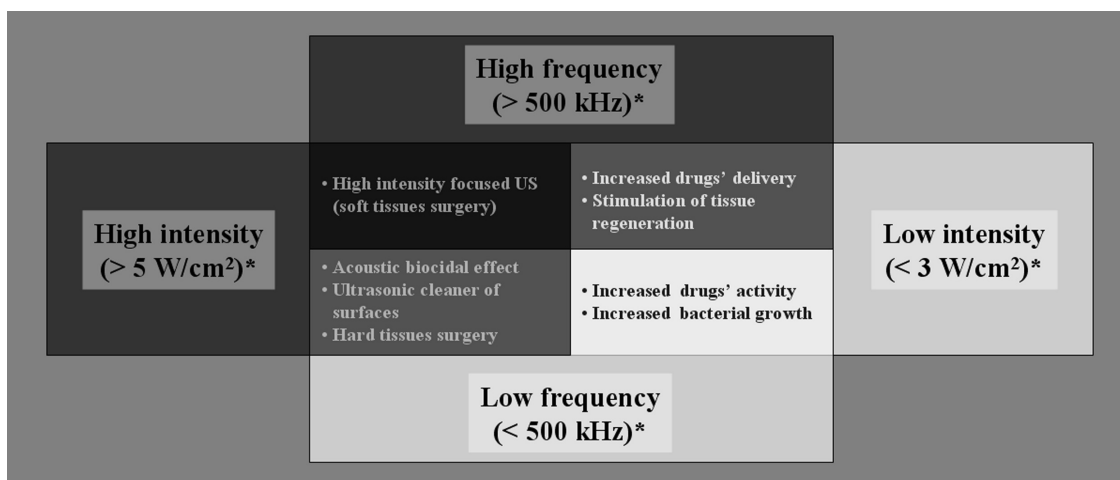 High frequency
(> 500 kHz)*
High intensity
(> 5 W/cm²)*
• High intensity focused US
(soft tissues surgery)
• Increased drugs’ delivery
• Stimulation of tissue
regeneration
Low intensity
(< 3 W/cm²)*
• Acoustic biocidal effect
• Ultrasonic cleaner of
surfaces
• Hard tissues surgery
• Increased drugs’ activity
• Increased bacterial growth
Low frequency
(< 500 kHz)*